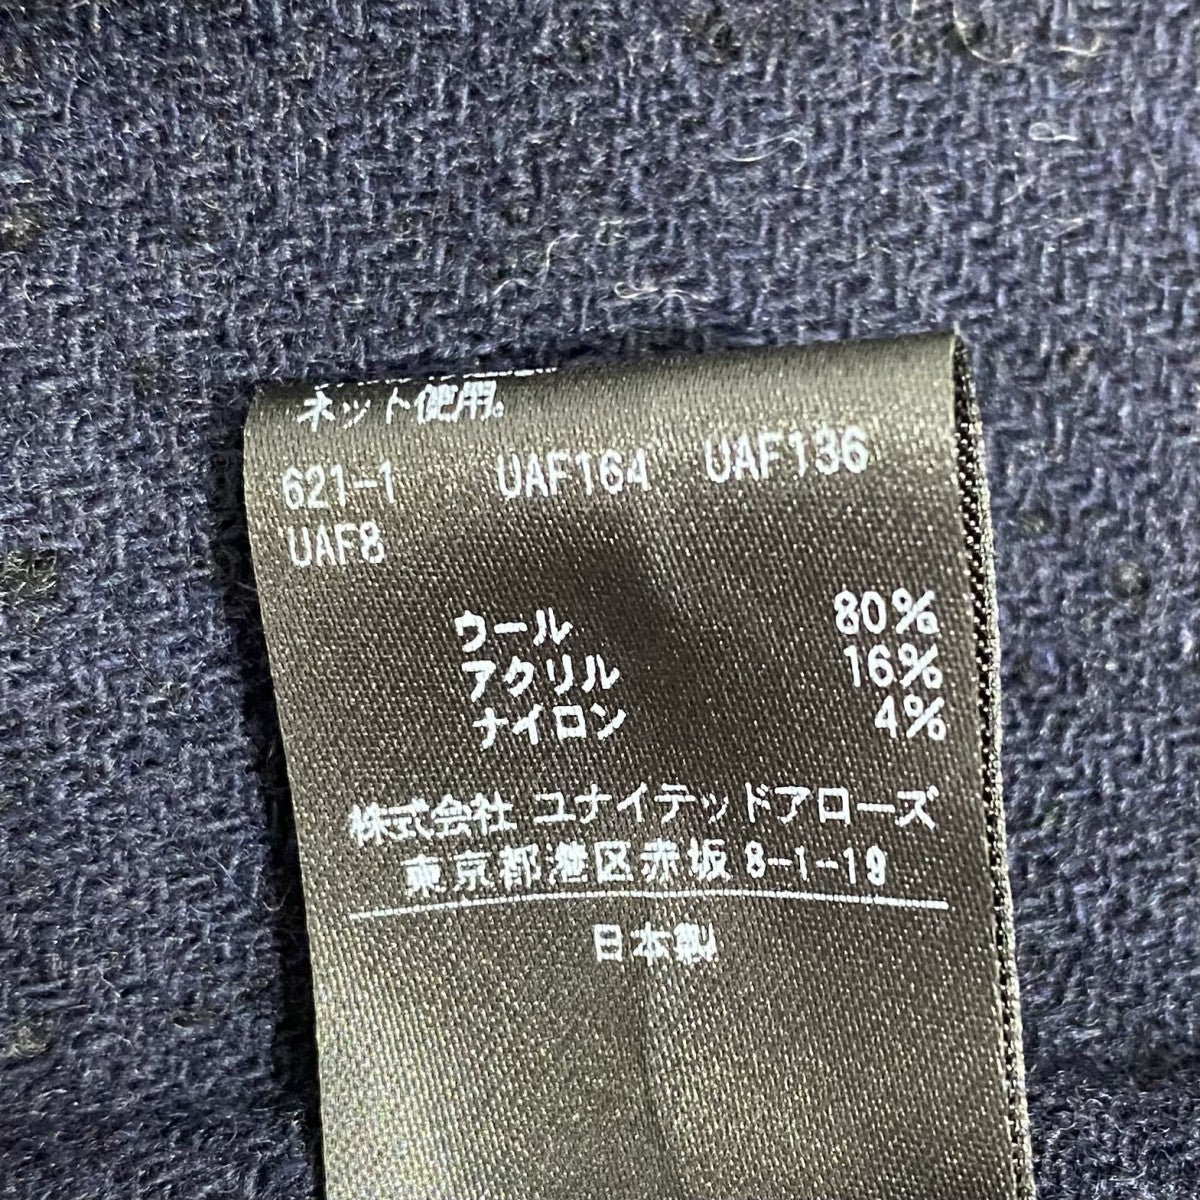 ネット使用。
621-1 UAF164 UAF136
UAF8
ウール 80%
アクリル 16%
ナイロン 4%
株式会社 ユナイテッドアローズ
東京都港区赤坂 8-1-19
日本製